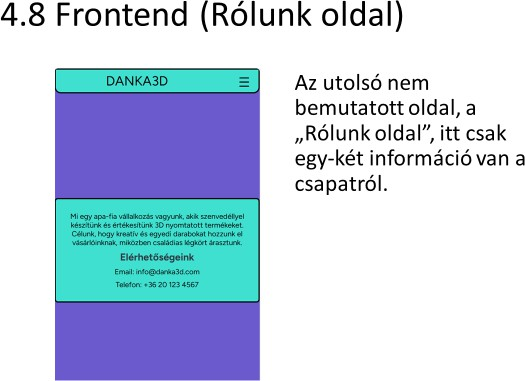 4.8 Frontend (Rólunk oldal)
DANKA3D
Az utolsó nem
bemutatott oldal, a
„Rólunk oldal”, itt csak
egy-két információ van a
csapatról.
Mi egy apa-fia vállalkozás vagyunk, akik szenvedéllyel
készítünk és értékesítünk 3D nyomtatott termékeket.
Célunk, hogy kreatív és egyedi darabokat hozzunk el
vásárlóinknak, miközben családias légkört árasztunk.
Elérhetőségeink
Email: info@danka3d.com
Telefon: +36 20 123 4567